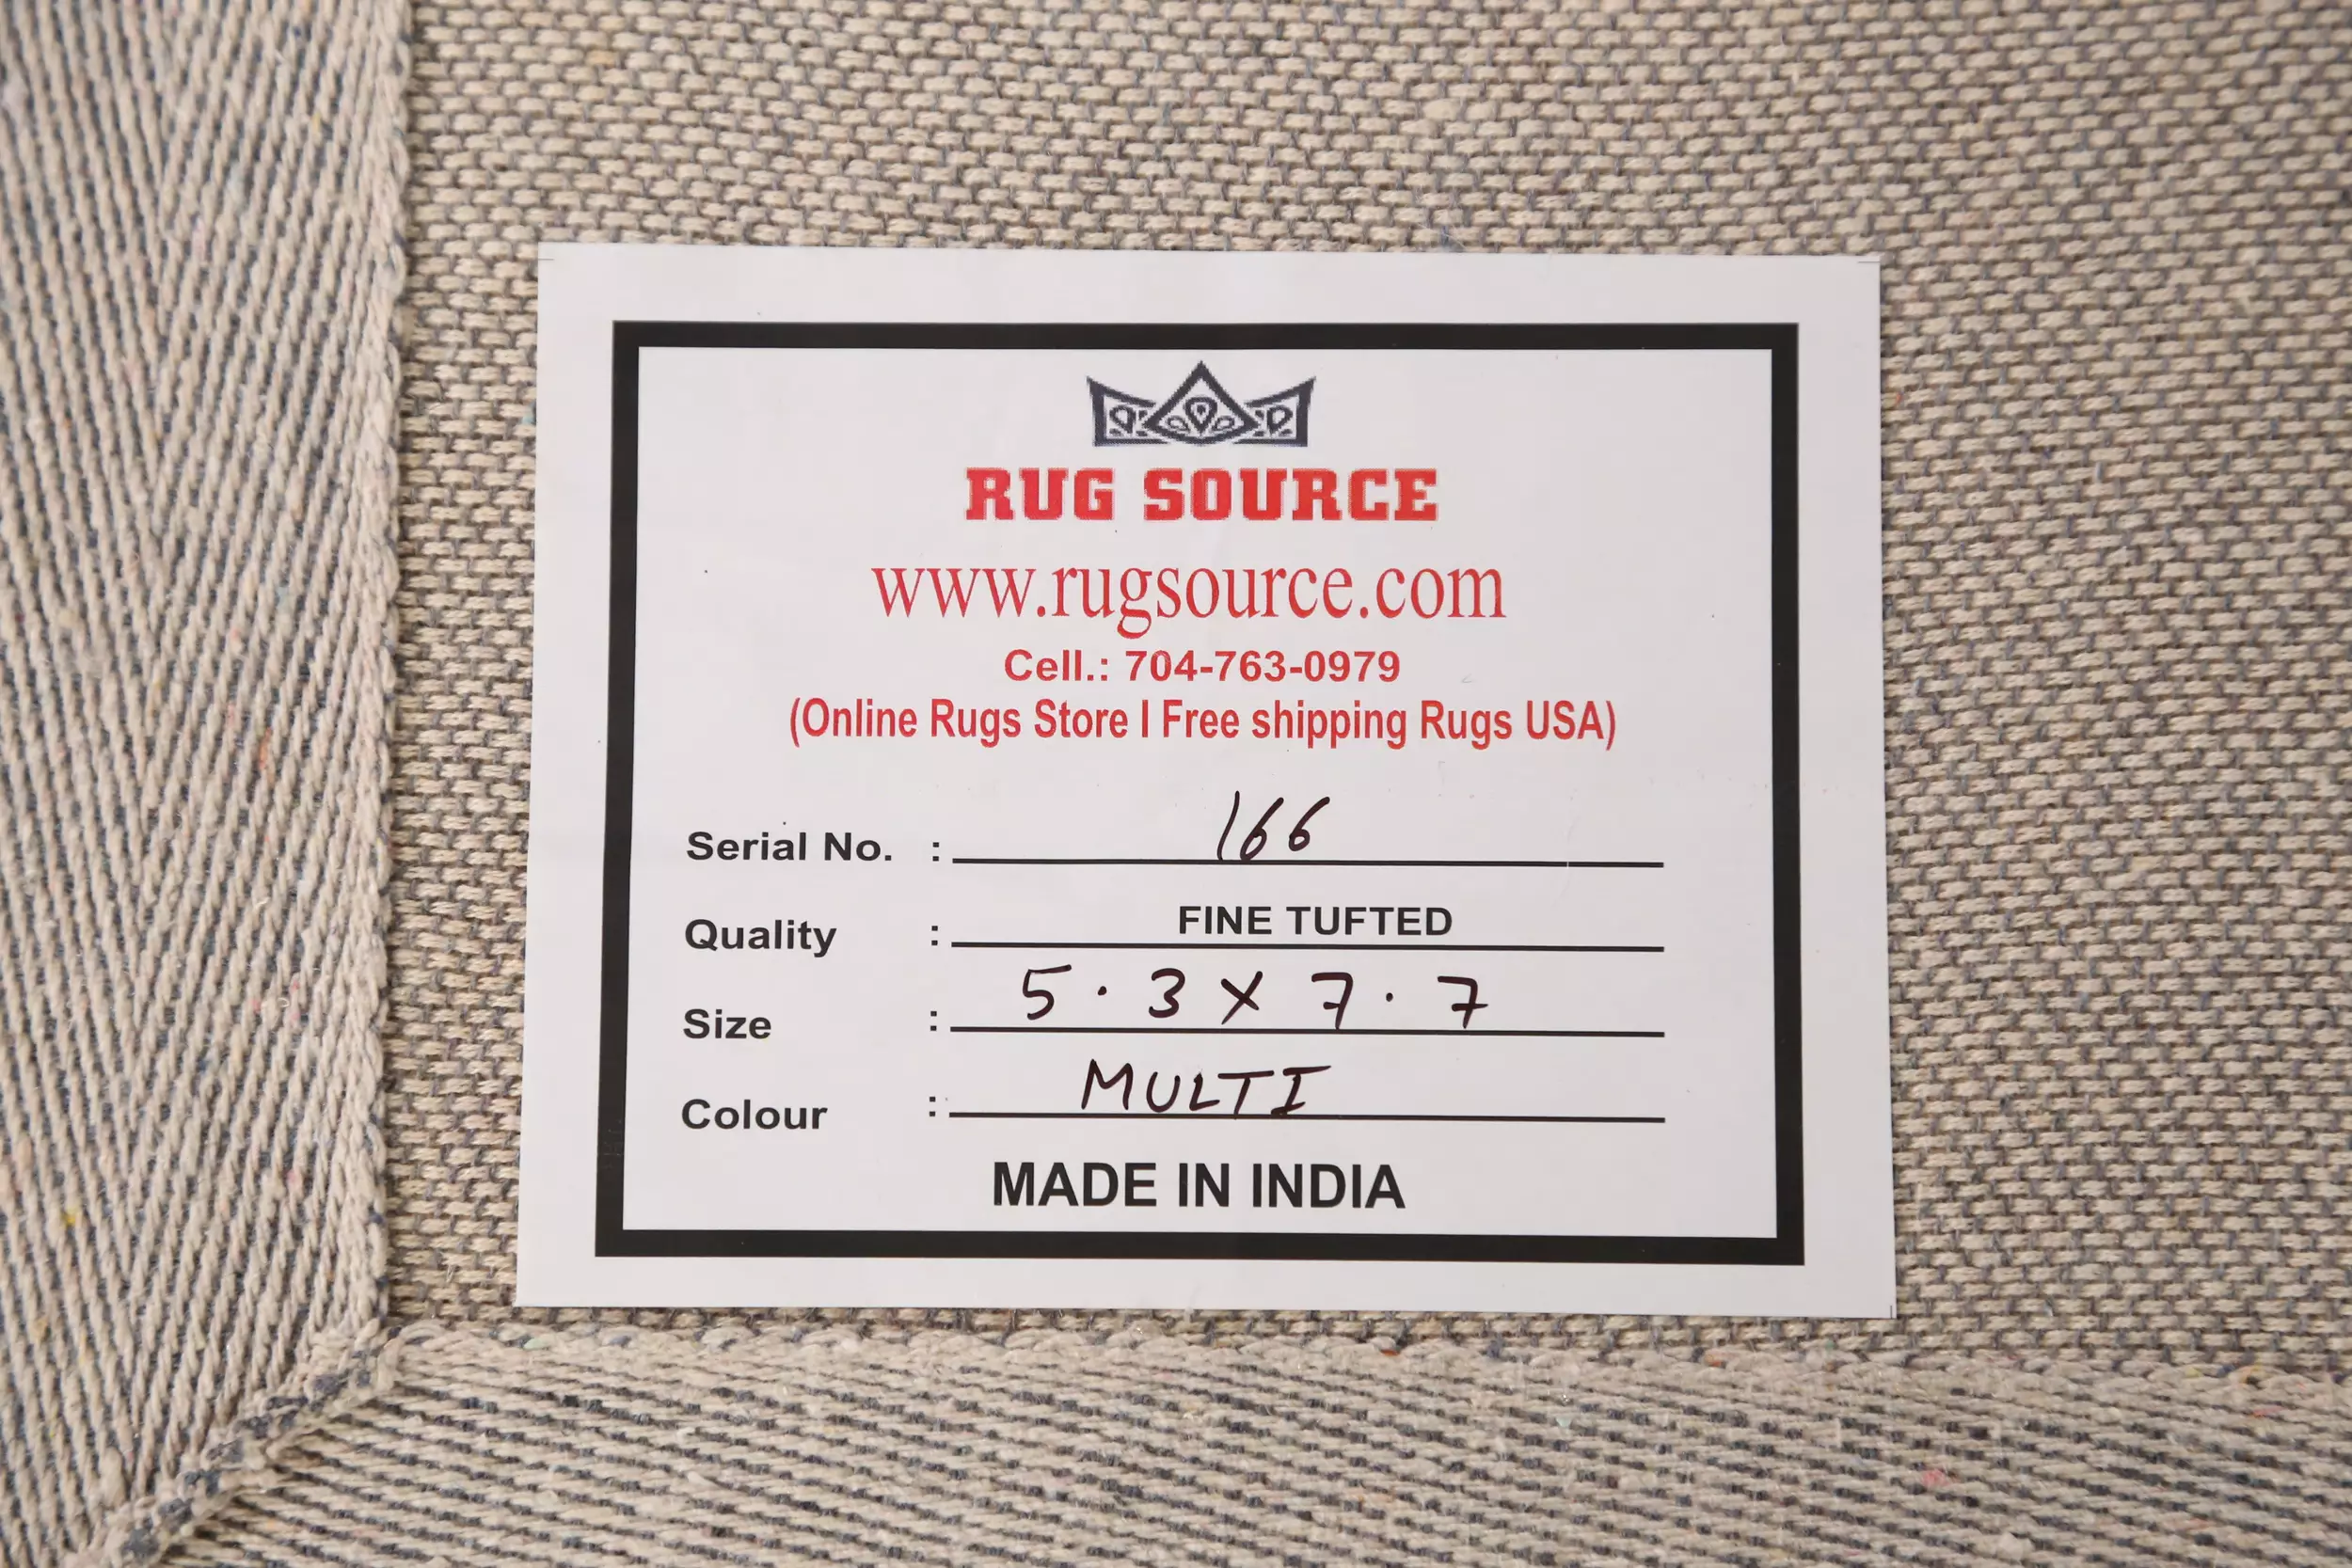 RUG SOURCE
www.rugsource.com
Cell.: 704-763-0979
(Online Rugs Store I Free shipping Rugs USA)
Serial No. : 166
Quality : FINE TUFTED
Size : 5.3 X 7.7
Colour : MULTI
MADE IN INDIA